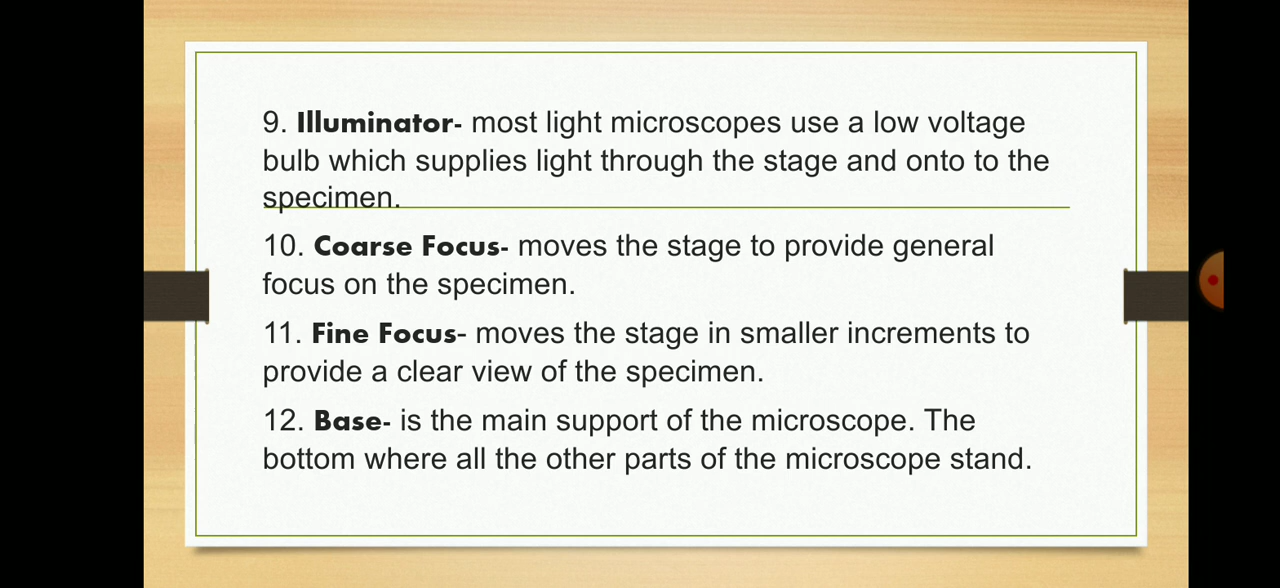 9. Illuminator- most light microscopes use a low voltage
bulb which supplies light through the stage and onto to the
specimen.
10. Coarse Focus- moves the stage to provide general
focus on the specimen.
11. Fine Focus- moves the stage in smaller increments to
provide a clear view of the specimen.
12. Base- is the main support of the microscope. The
bottom where all the other parts of the microscope stand.